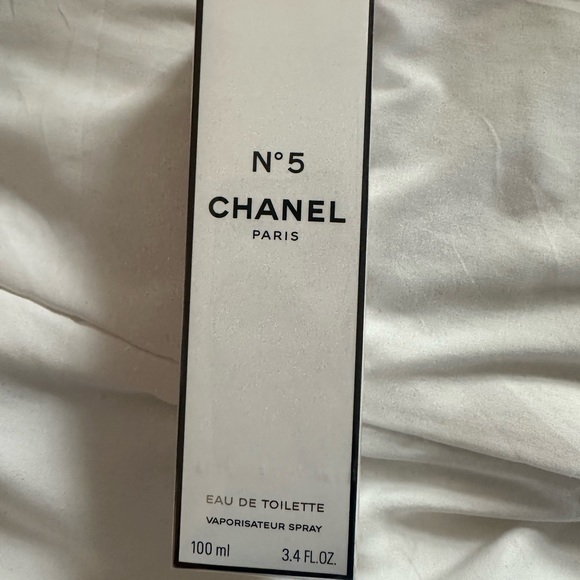 N°5
CHANEL
PARIS
EAU DE TOILETTE
VAPORISATEUR SPRAY
100 ml 3.4 FL.OZ.